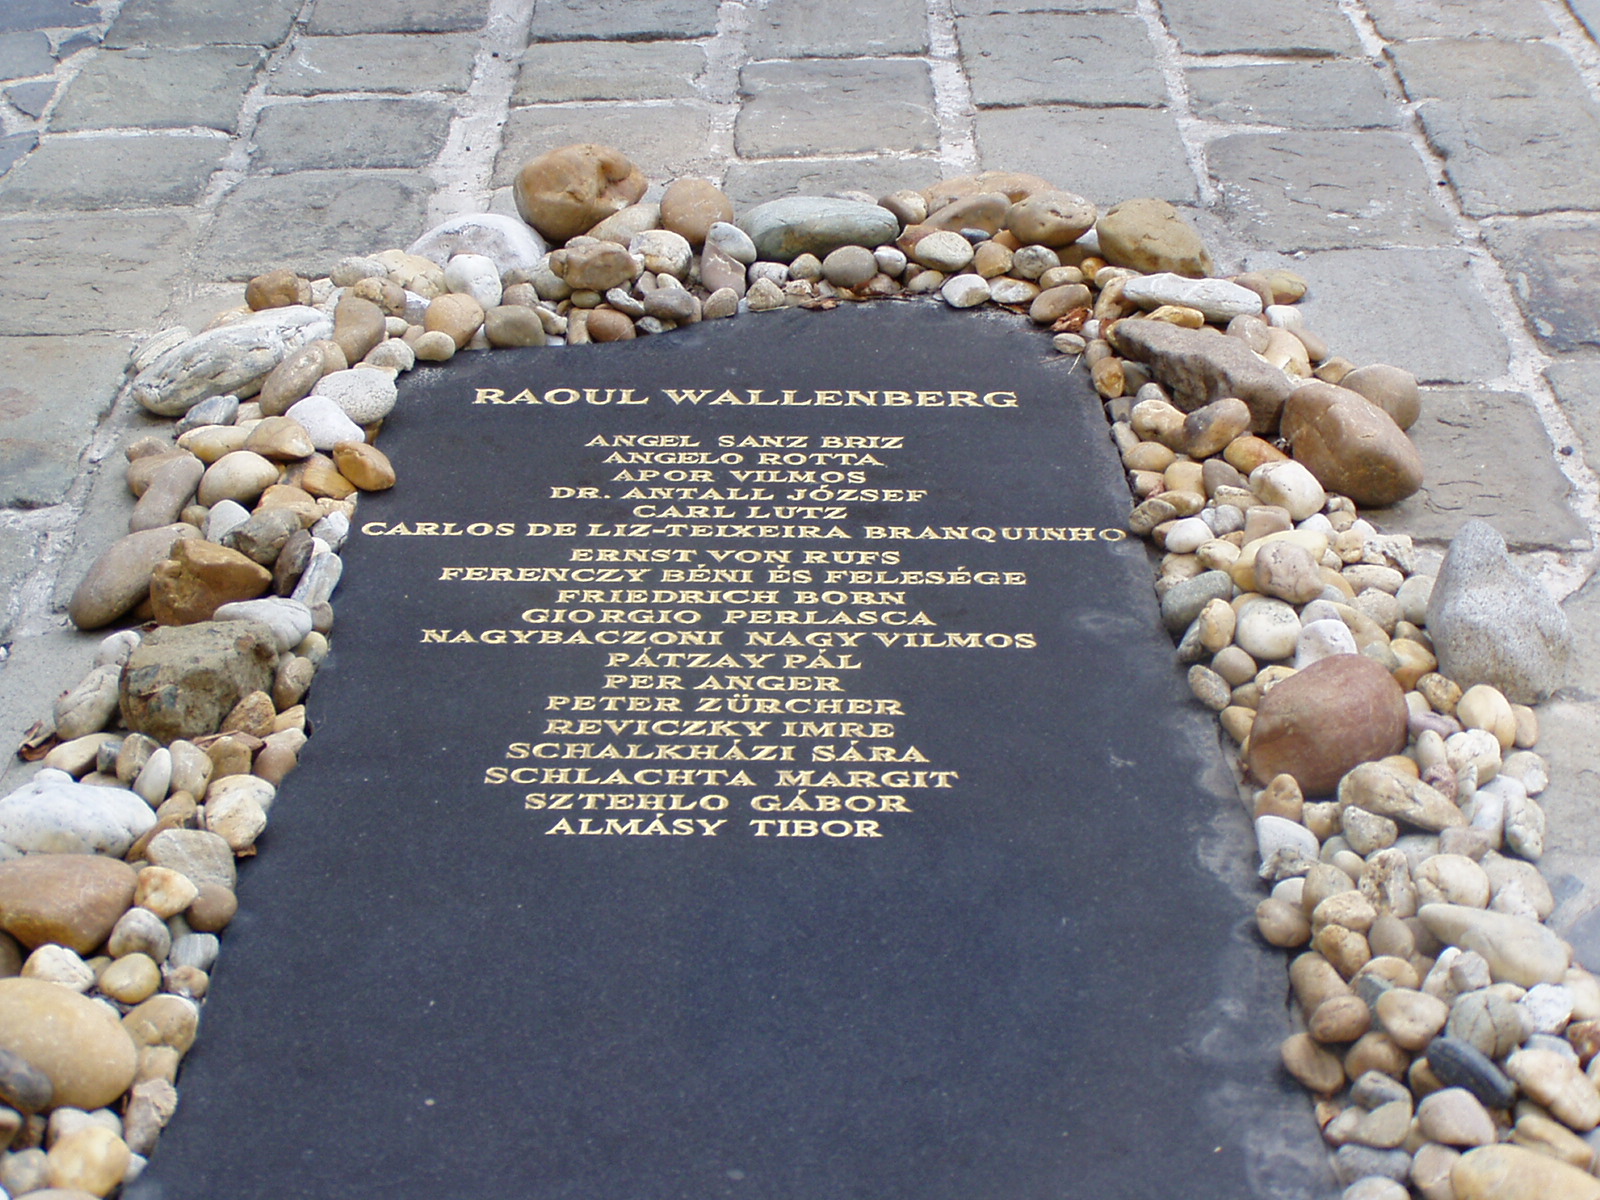 RAOUL WALLENBERG
ANGEL SANZ BRIZ
ANGELO ROTTA
APOR VILMOS
DR. ANTALL JÓZSEF
CARL LUTZ
CARLOS DE LIZ-TEIXEIRA BRANQUINHO
ERNST VON RUFS
FERENCZY BÉNI ÉS FELESÉGE
FRIEDRICH BORN
GIORGIO PERLASCA
NAGYBACZONI NAGY VILMOS
PÁTZAY PÁL
PER ANGER
PETER ZÜRCHER
REVICZKY IMRE
SCHALKHÁZI SÁRA
SCHLACHTA MARGIT
SZTEHLO GÁBOR
ALMÁSY TIBOR